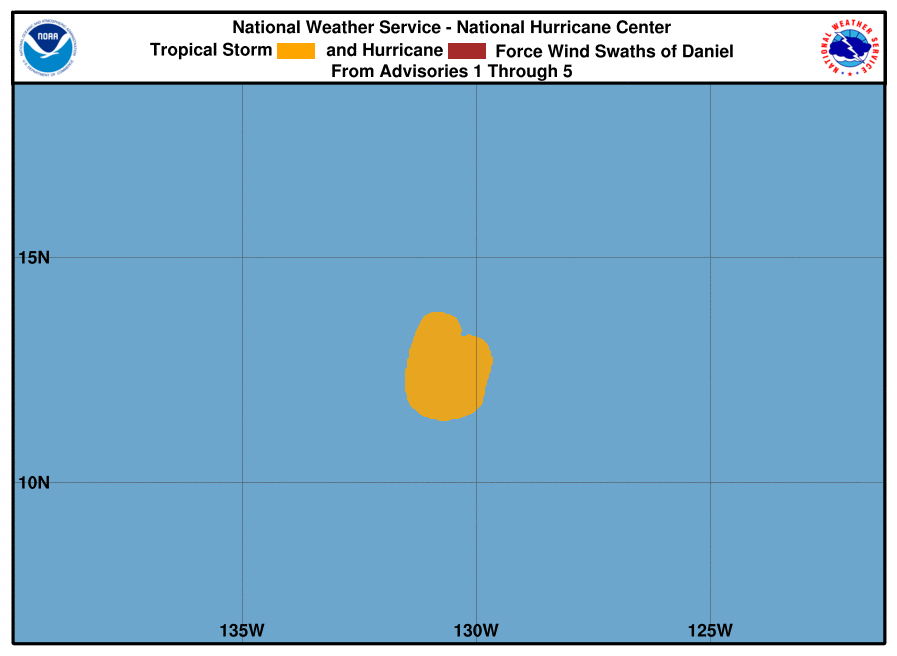 National Weather Service - National Hurricane Center
Tropical Storm and Hurricane Force Wind Swaths of Daniel
From Advisories 1 Through 5
NOAA
NATIONAL WEATHER SERVICE
15N
10N
135W
130W
125W